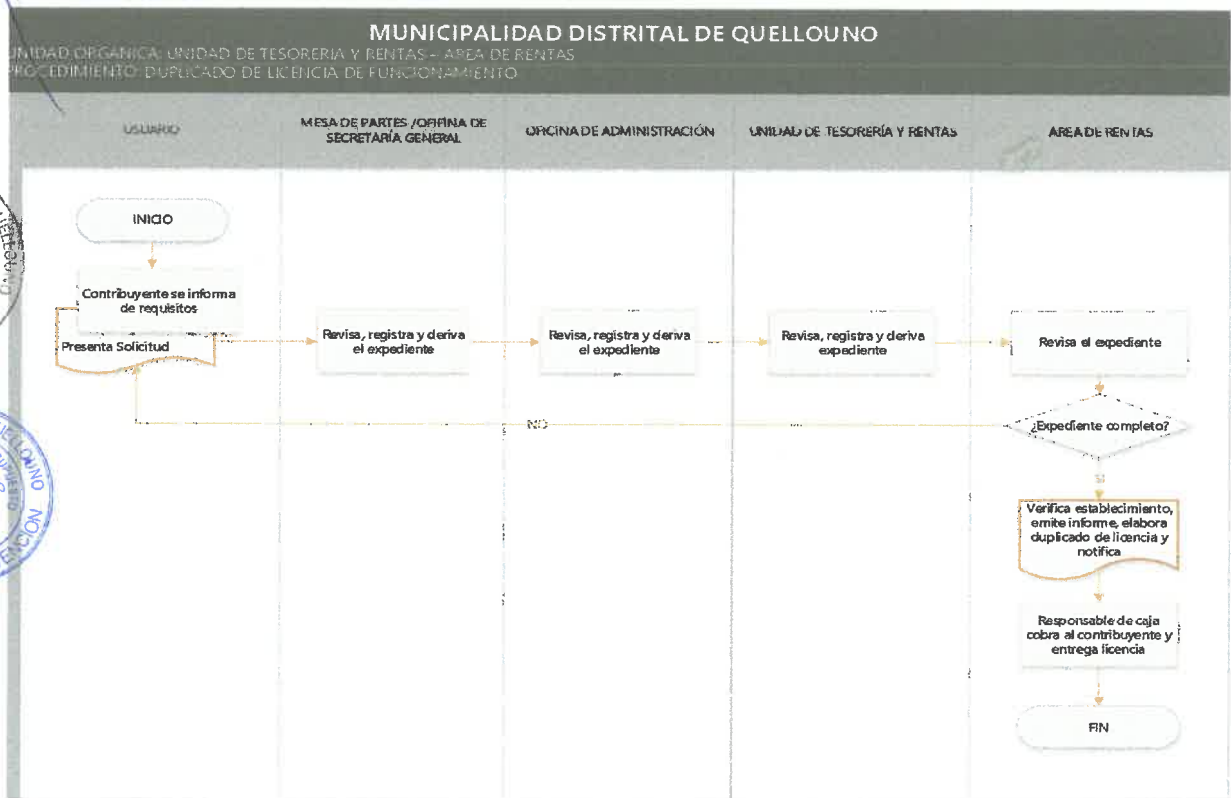 MUNICIPALIDAD DISTRITAL DE QUELLOUNO
UNIDAD ORGÁNICA: UNIDAD DE TESORERIA Y RENTAS – AREA DE RENTAS
PROCEDIMIENTO: DUPLICADO DE LICENCIA DE FUNCIONAMIENTO
USUARIO
MESA DE PARTES /OFIFINA DE
SECRETARÍA GENERAL
OFICINA DE ADMINISTRACIÓN
UNIDAD DE TESORERÍA Y RENTAS
AREA DE RENTAS
INICIO
Contribuyente se informa
de requisitos
Presenta Solicitud
Revisa, registra y deriva
el expediente
Revisa, registra y deriva
el expediente
Revisa, registra y deriva
expediente
Revisa el expediente
¿Expediente completo?
NO
Verifica establecimiento,
emite informe, elabora
duplicado de licencia y
notifica
Responsable de caja
cobra al contribuyente y
entrega licencia
FIN